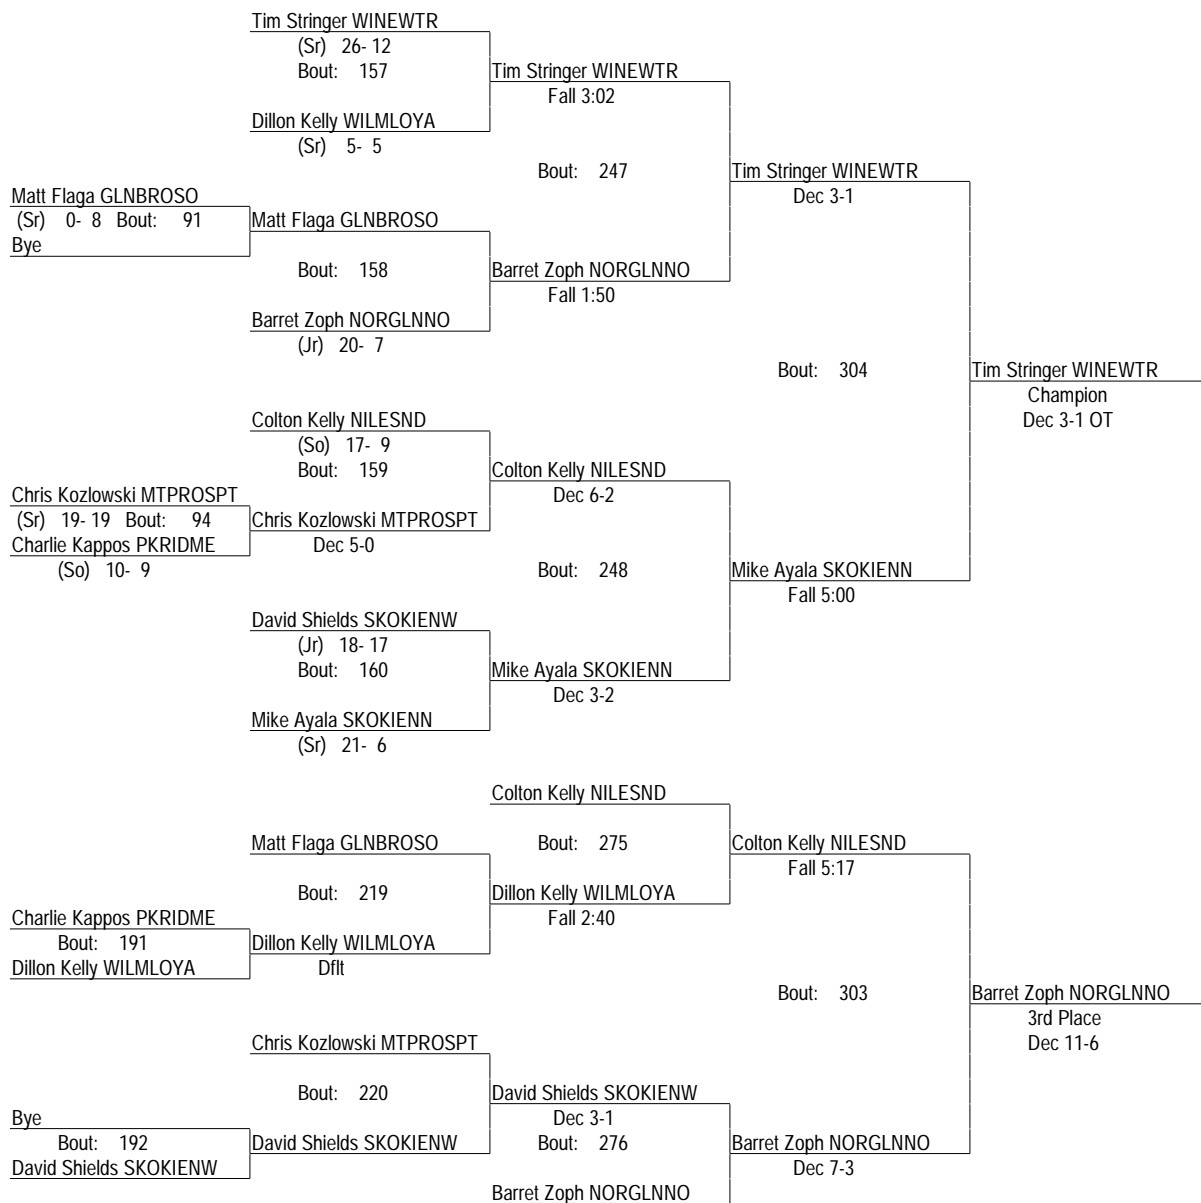 Tim Stringer WINEWTR
(Sr) 26- 12
Bout: 157
Tim Stringer WINEWTR
Fall 3:02
Dillon Kelly WILMLOYA
(Sr) 5- 5
Bout: 247
Tim Stringer WINEWTR
Dec 3-1
Matt Flaga GLNBROSO
(Sr) 0- 8 Bout: 91
Bye
Matt Flaga GLNBROSO
Bout: 158
Barret Zoph NORGLNNO
Fall 1:50
Barret Zoph NORGLNNO
(Jr) 20- 7
Bout: 304
Tim Stringer WINEWTR
Champion
Dec 3-1 OT
Colton Kelly NILESND
(So) 17- 9
Bout: 159
Colton Kelly NILESND
Dec 6-2
Chris Kozlowski MTPROSPT
(Sr) 19- 19 Bout: 94
Charlie Kappos PKRIDME
(So) 10- 9
Chris Kozlowski MTPROSPT
Dec 5-0
Bout: 248
Mike Ayala SKOKIENN
Fall 5:00
David Shields SKOKIENW
(Jr) 18- 17
Bout: 160
Mike Ayala SKOKIENN
Dec 3-2
Mike Ayala SKOKIENN
(Sr) 21- 6
Colton Kelly NILESND
Bout: 275
Colton Kelly NILESND
Fall 5:17
Matt Flaga GLNBROSO
Bout: 219
Dillon Kelly WILMLOYA
Fall 2:40
Charlie Kappos PKRIDME
Bout: 191
Dillon Kelly WILMLOYA
Dillon Kelly WILMLOYA
Dflt
Bout: 303
Barret Zoph NORGLNNO
3rd Place
Dec 11-6
Chris Kozlowski MTPROSPT
Bout: 220
David Shields SKOKIENW
Dec 3-1
Bout: 276
Bye
Bout: 192
David Shields SKOKIENW
David Shields SKOKIENW
Barret Zoph NORGLNNO
Dec 7-3
Barret Zoph NORGLNNO